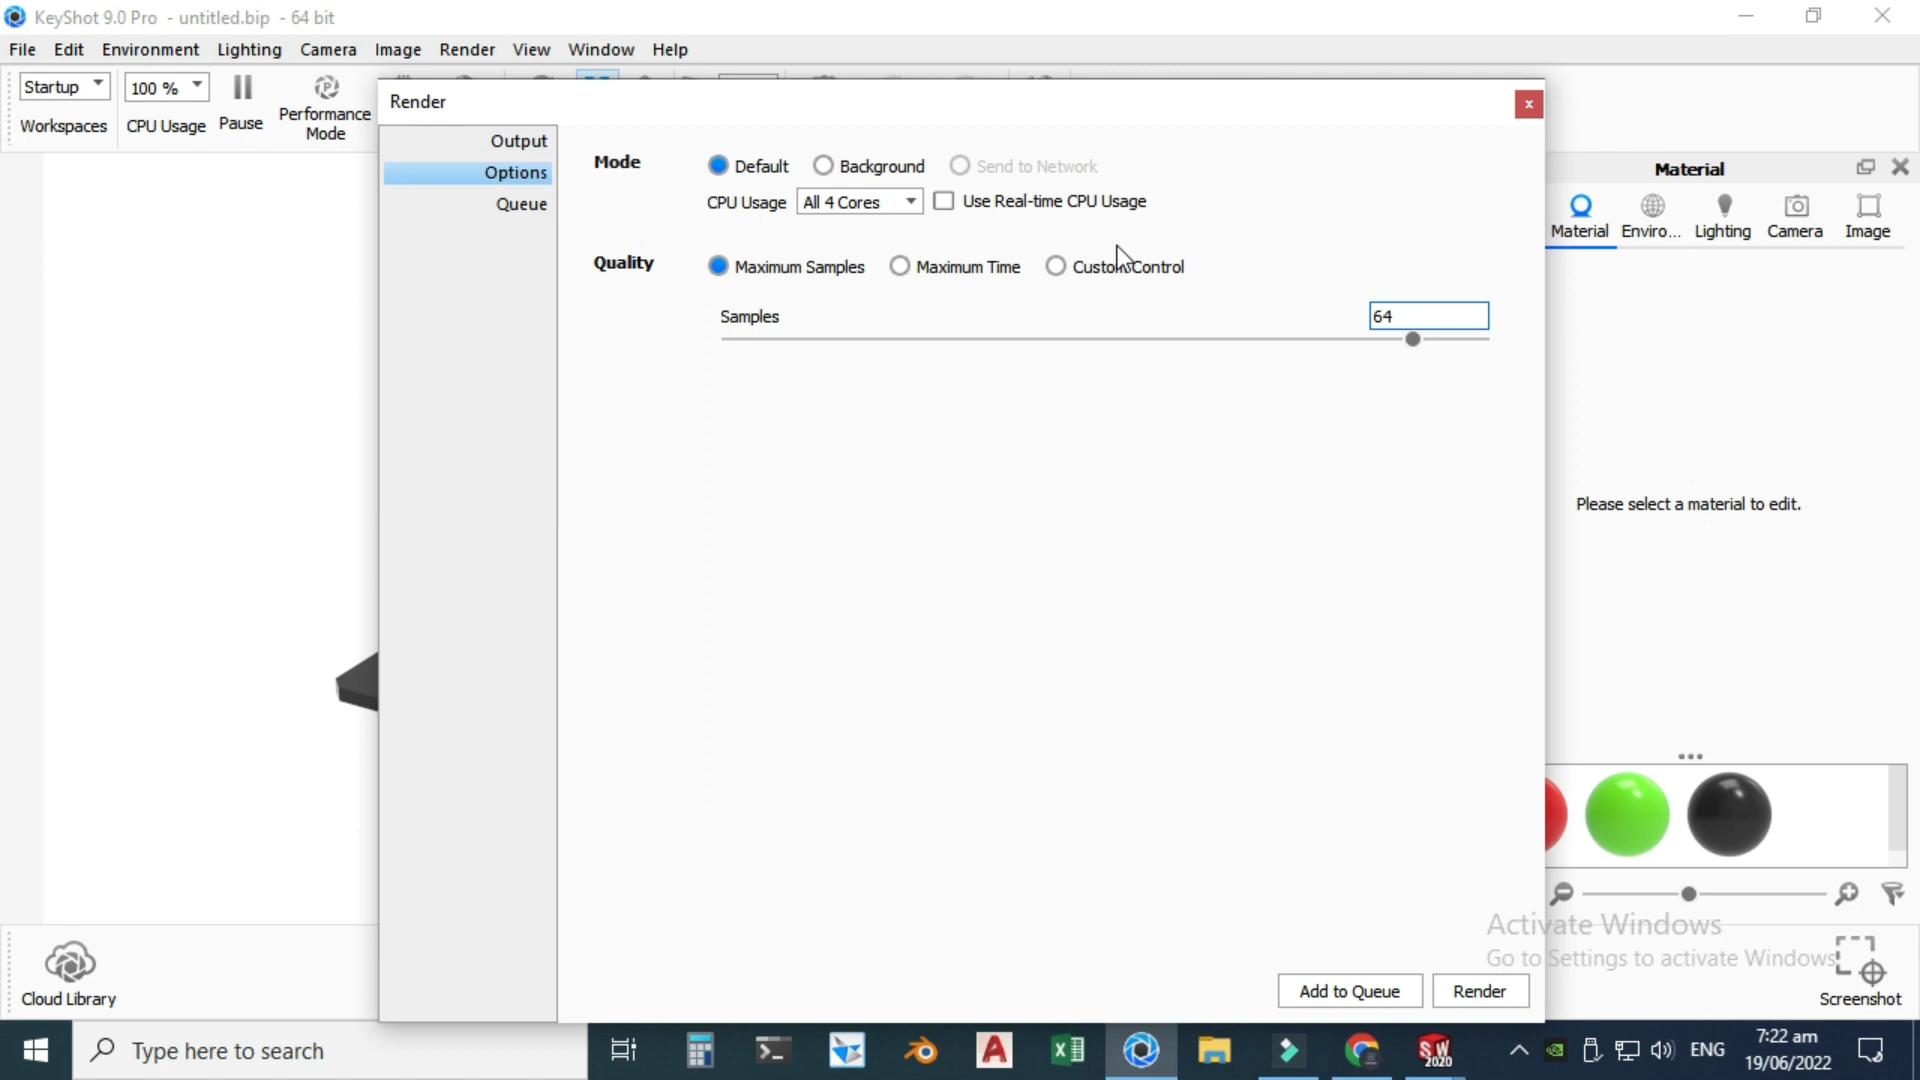 KeyShot 9.0 Pro - untitled.bip - 64 bit
File Edit Environment Lighting Camera Image Render View Window Help
Startup 100 %
Workspaces CPU Usage Pause Performance Mode
Render
x
Output
Options
Queue
Mode Default Background Send to Network
CPU Usage All 4 Cores Use Real-time CPU Usage
Quality Maximum Samples Maximum Time Custom Control
Samples 64
Add to Queue Render
Material
Material Enviro... Lighting Camera Image
Please select a material to edit.
Activate Windows
Go to Settings to activate Windows
Cloud Library
Screenshot
Type here to search
SW 2020
ENG
7:22 am
19/06/2022